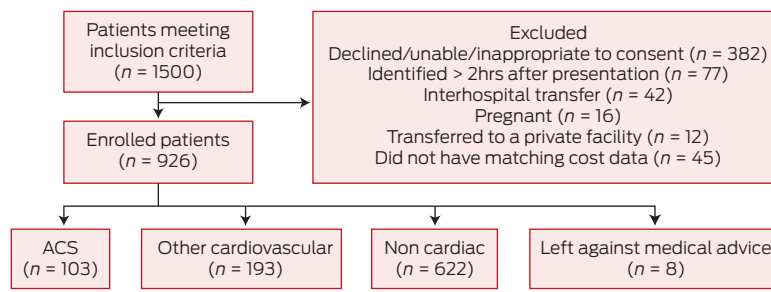 Patients meeting
inclusion criteria
(n = 1500)
Excluded
Declined/unable/inappropriate to consent (n = 382)
Identified > 2hrs after presentation (n = 77)
Interhospital transfer (n = 42)
Pregnant (n = 16)
Transferred to a private facility (n = 12)
Did not have matching cost data (n = 45)
Enrolled patients
(n = 926)
ACS
(n = 103)
Other cardiovascular
(n = 193)
Non cardiac
(n = 622)
Left against medical advice
(n = 8)